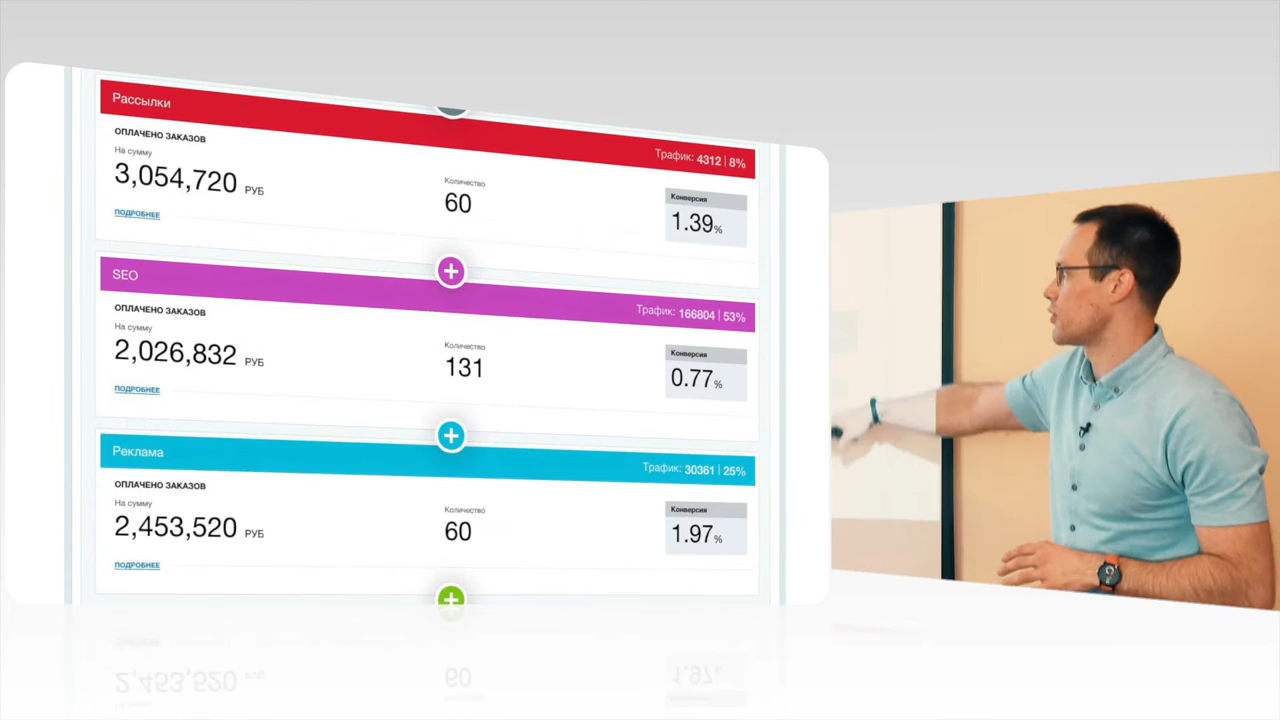 Рассылки
Трафик: 4312 | 8%
ОПЛАЧЕНО ЗАКАЗОВ
На сумму
3,054,720 РУБ
Количество
60
Конверсия
1.39%
ПОДРОБНЕЕ
SEO
Трафик: 166804 | 53%
ОПЛАЧЕНО ЗАКАЗОВ
На сумму
2,026,832 РУБ
Количество
131
Конверсия
0.77%
ПОДРОБНЕЕ
Реклама
Трафик: 30361 | 25%
ОПЛАЧЕНО ЗАКАЗОВ
На сумму
2,453,520 РУБ
Количество
60
Конверсия
1.97%
ПОДРОБНЕЕ